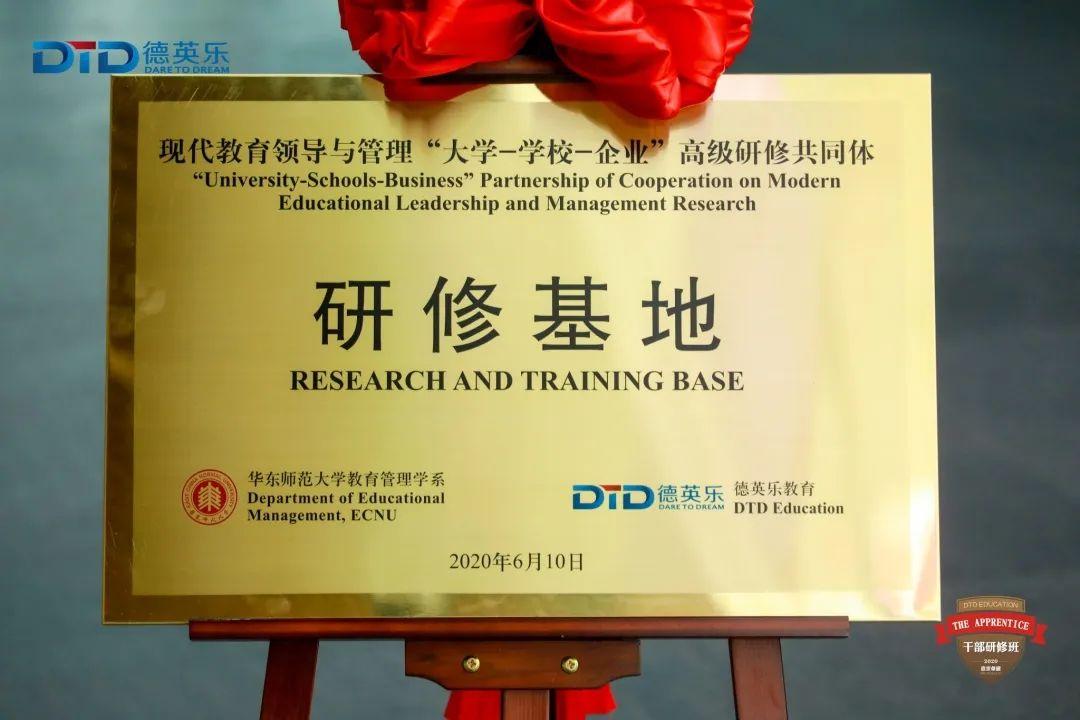 DTD 德英乐
DARE TO DREAM
现代教育领导与管理“大学-学校-企业”高级研修共同体
“University-Schools-Business” Partnership of Cooperation on Modern
Educational Leadership and Management Research
研修基地
RESEARCH AND TRAINING BASE
华东师范大学教育管理学系
Department of Educational
Management, ECNU
DTD 德英乐
DARE TO DREAM
德英乐教育
DTD Education
2020年6月10日
DTD EDUCATION
THE APPRENTICE
干部研修班
2020